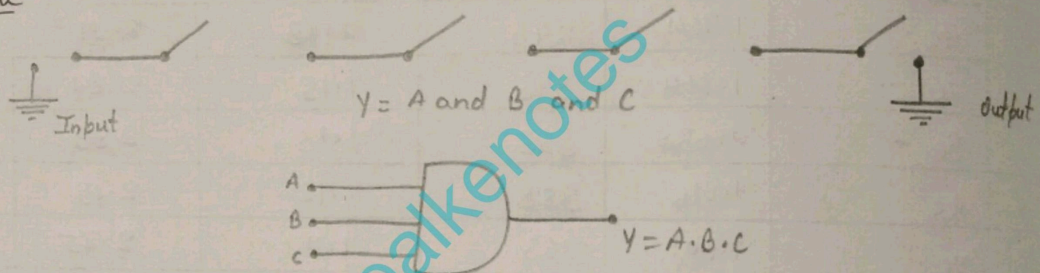 Y = A and B and C
Input
Output
A
B
C
Y = A·B·C